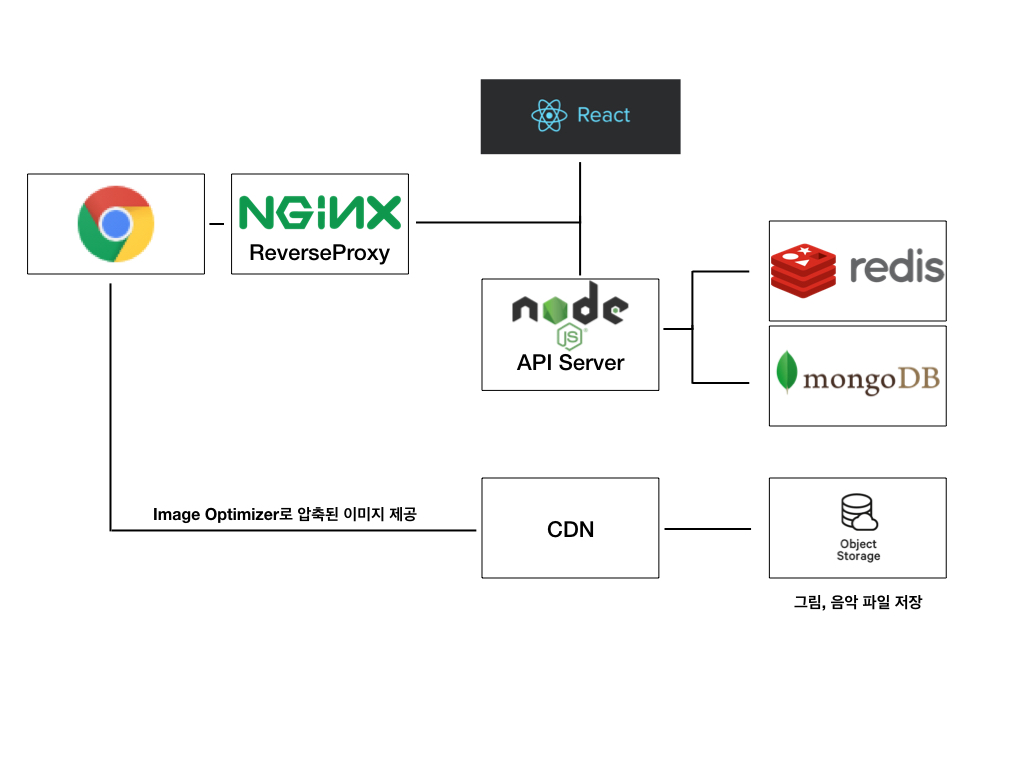 React
NGINX
ReverseProxy
redis
node
JS
API Server
mongoDB
Image Optimizer로 압축된 이미지 제공
CDN
Object
Storage
그림, 음악 파일 저장